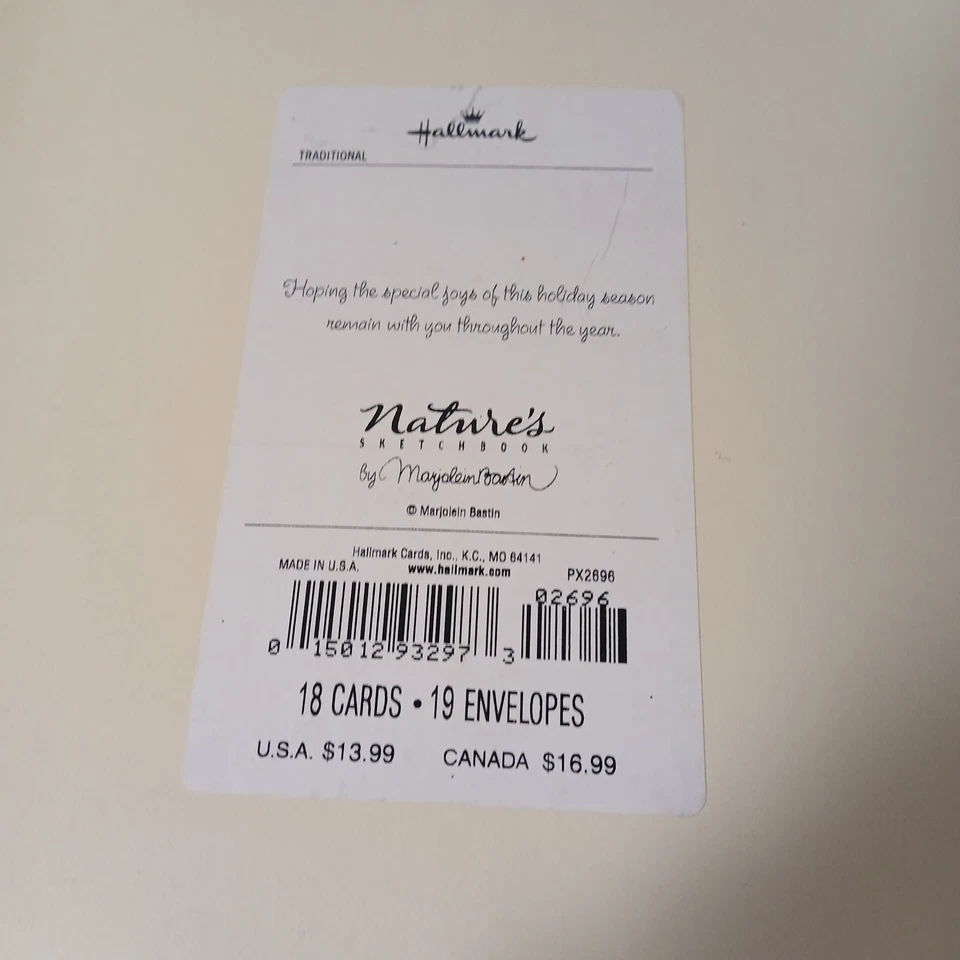 Hallmark
TRADITIONAL
Hoping the special joys of this holiday season
remain with you throughout the year.
Nature's
SKETCHBOOK
by Marjolein Bastin
© Marjolein Bastin
Hallmark Cards, Inc., K.C., MO 64141
MADE IN U.S.A. www.hallmark.com PX2696
02696
0 15012 93297 3
18 CARDS • 19 ENVELOPES
U.S.A. $13.99 CANADA $16.99